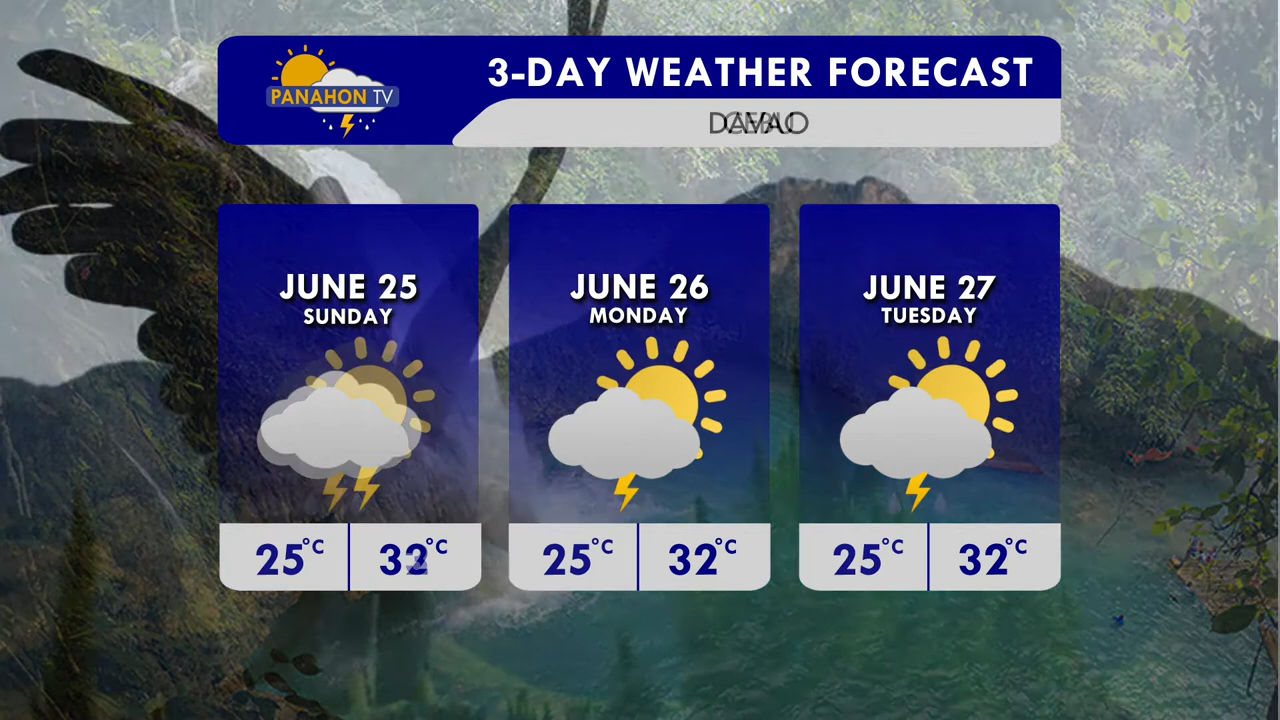 PANAHON TV
3-DAY WEATHER FORECAST
JUNE 25
SUNDAY
25°C
JUNE 26
MONDAY
25°C 32°C
JUNE 27
TUESDAY
25°C 32°C